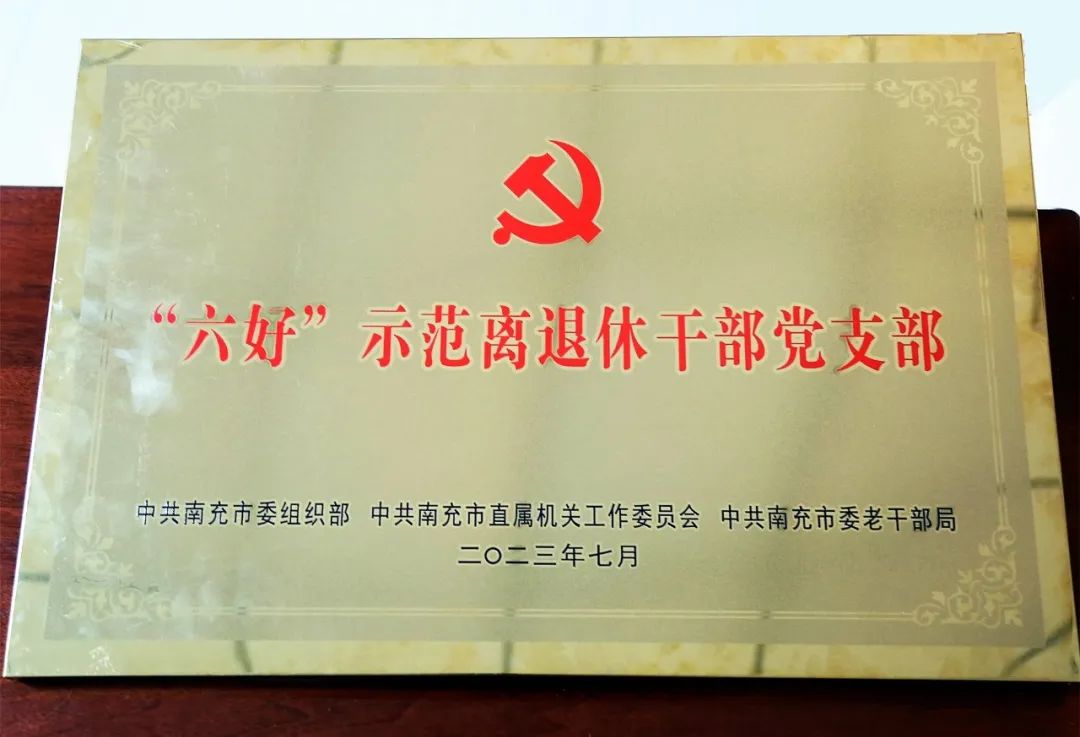 “六好”示范离退休干部党支部
中共南充市委组织部 中共南充市直属机关工作委员会 中共南充市委老干部局
二〇二三年七月